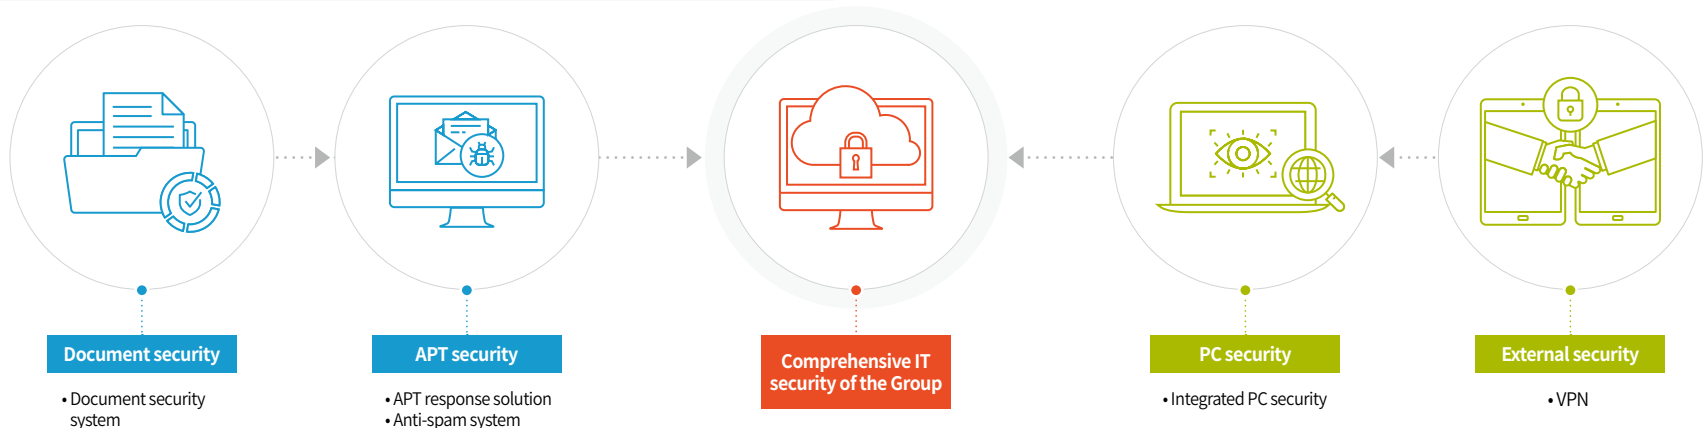 Document security
• Document security
system
APT security
• APT response solution
• Anti-spam system
Comprehensive IT
security of the Group
PC security
• Integrated PC security
External security
• VPN